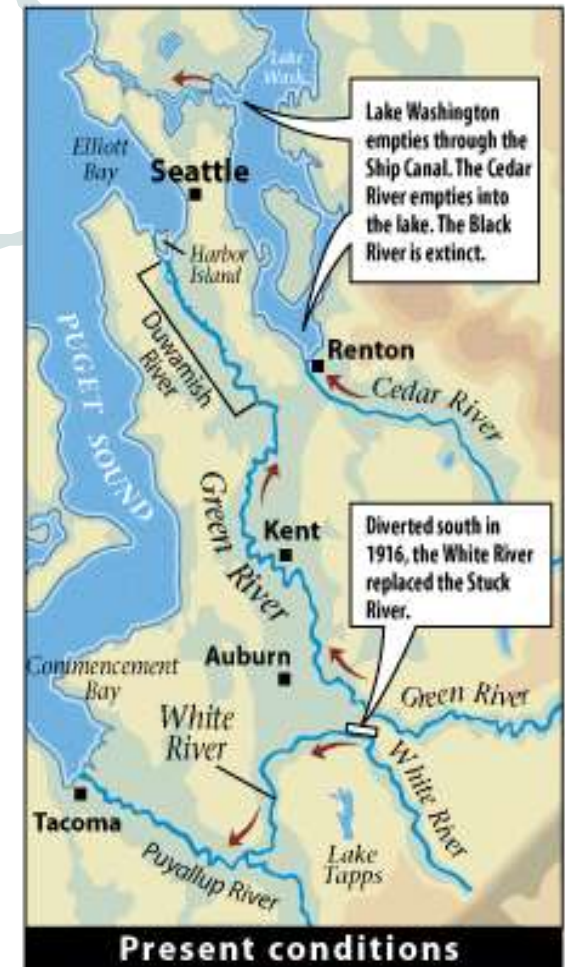 Lake
Wash.
Lake Washington
empties through the
Ship Canal. The Cedar
River empties into
the lake. The Black
River is extinct.
Elliott
Bay
Seattle
Harbor
Island
Duwamish
River
Renton
Cedar River
PUGET SOUND
Green River
Kent
Diverted south in
1916, the White River
replaced the Stuck
River.
Auburn
Commencement
Bay
Green River
White
River
White River
Tacoma
Puyallup River
Lake
Tapps
Present conditions